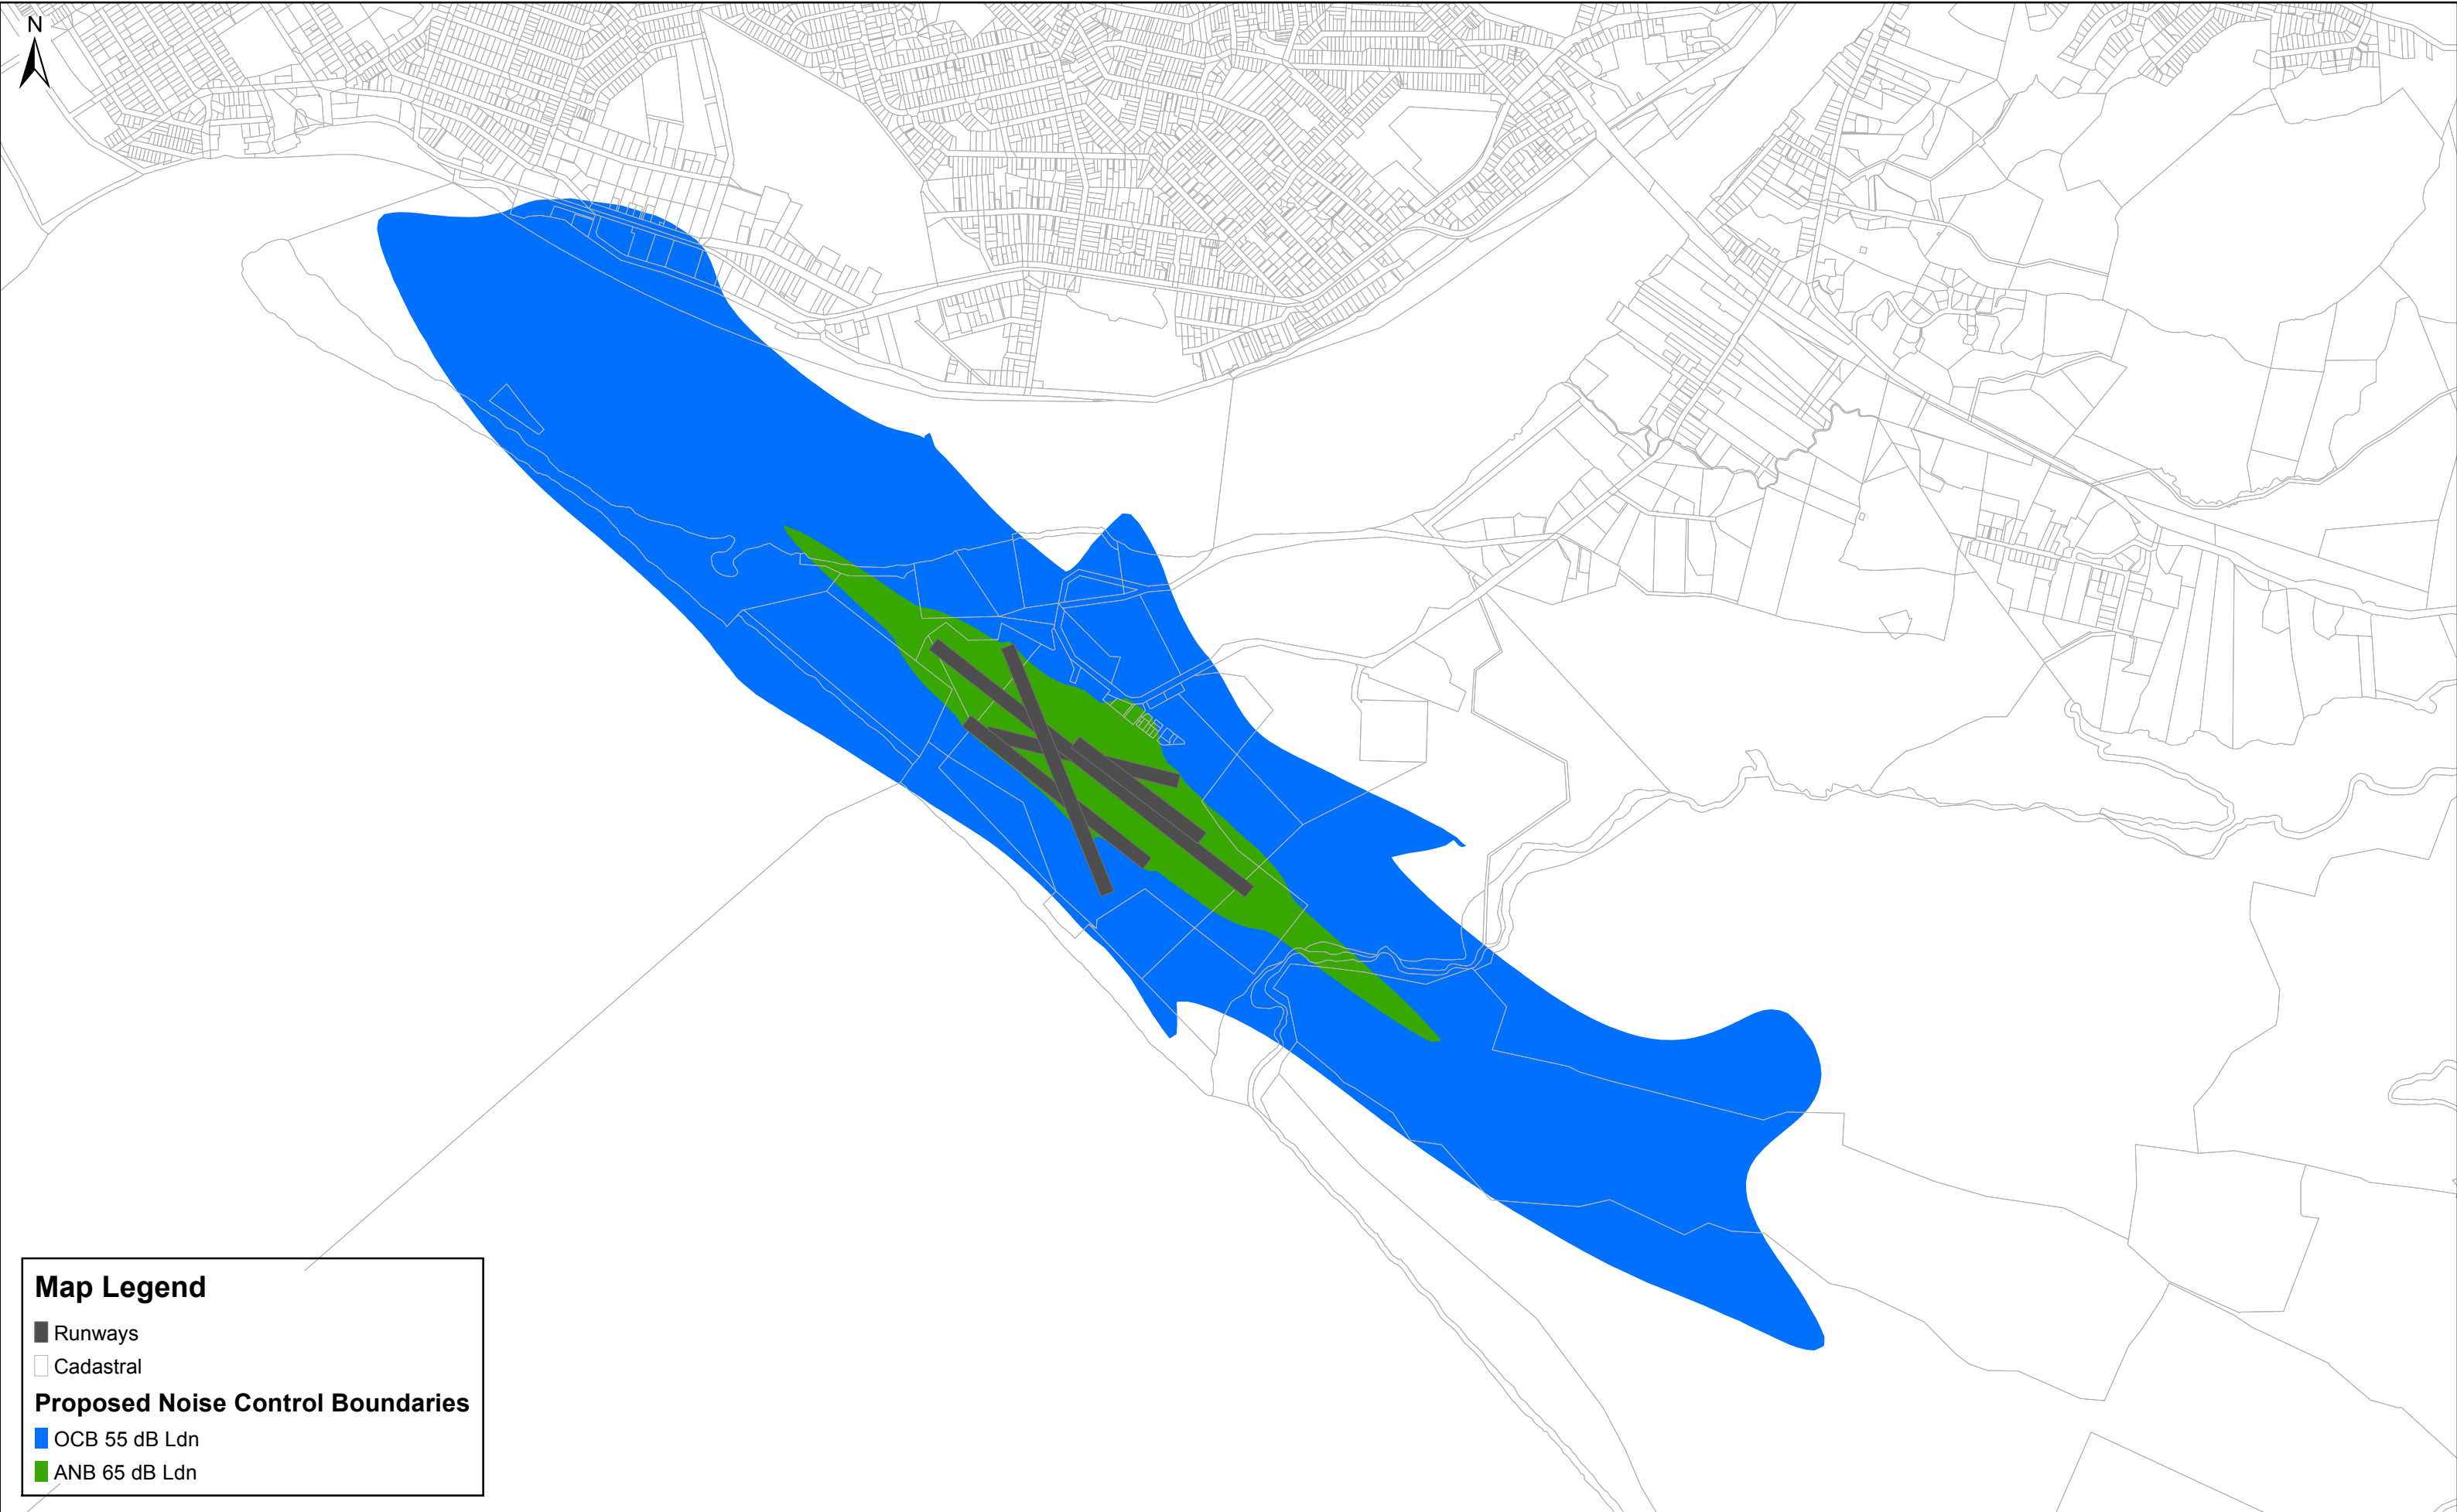 N
Map Legend
Runways
Cadastral
Proposed Noise Control Boundaries
OCB 55 dB Ldn
ANB 65 dB Ldn